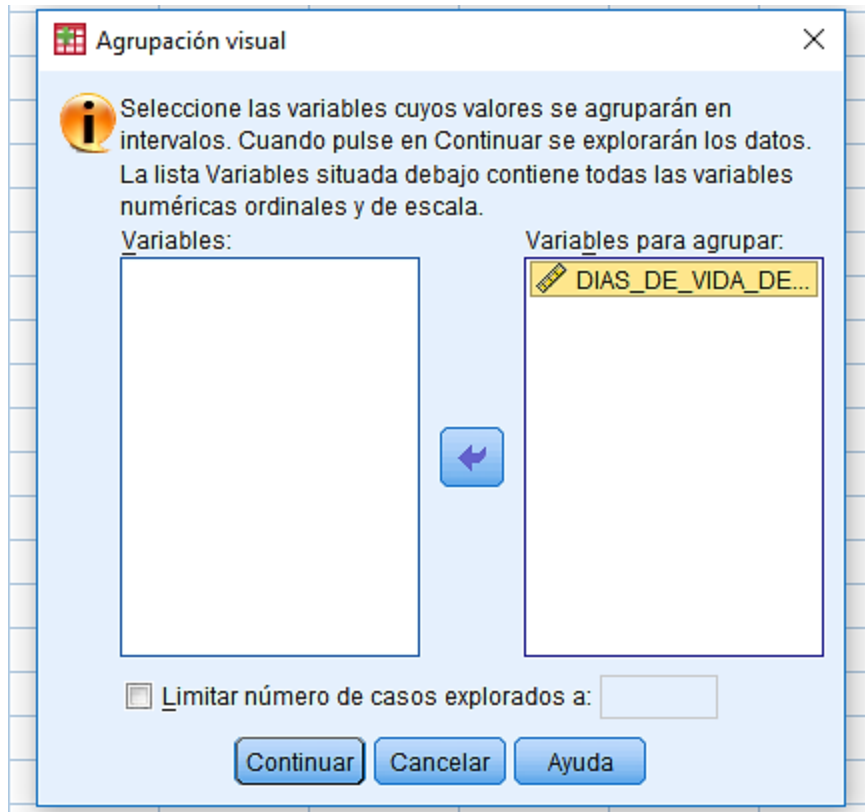 Agrupación visual
Seleccione las variables cuyos valores se agruparán en
intervalos. Cuando pulse en Continuar se explorarán los datos.
La lista Variables situada debajo contiene todas las variables
numéricas ordinales y de escala.
Variables:
Variables para agrupar:
DIAS_DE_VIDA_DE...
Limitar número de casos explorados a:
Continuar
Cancelar
Ayuda